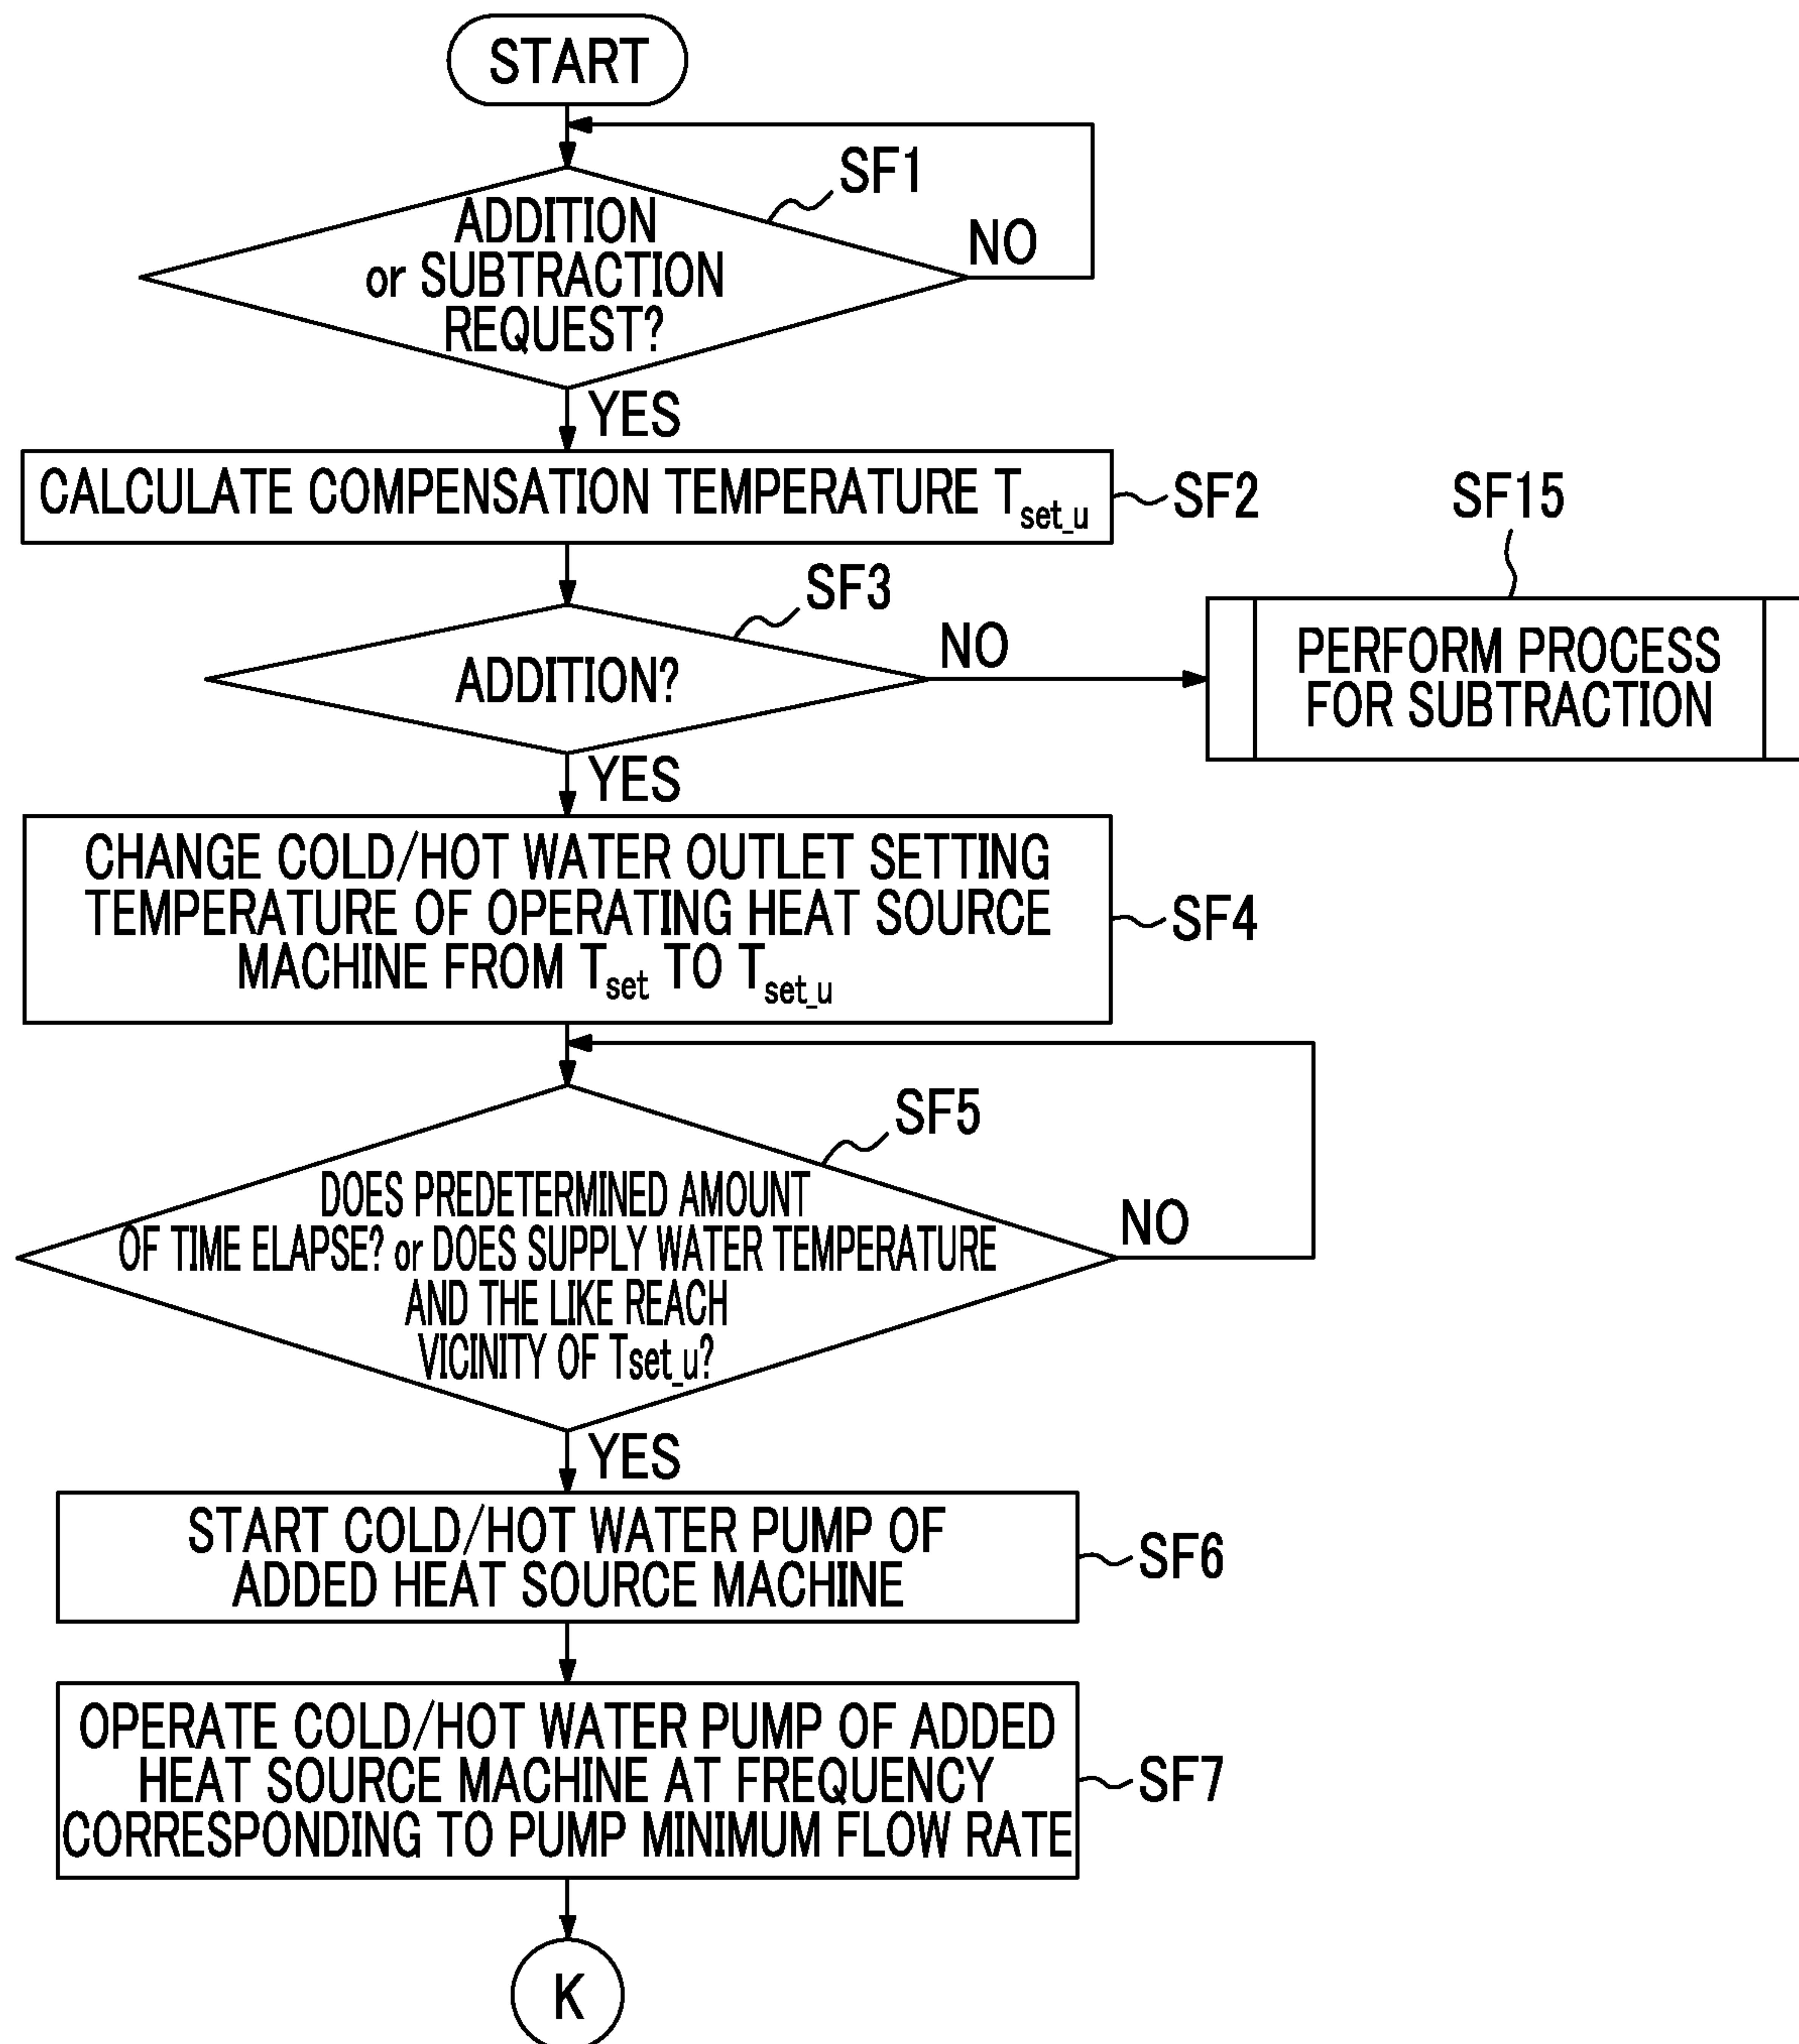 START
SF1
ADDITION
or SUBTRACTION
REQUEST?
NO
YES
CALCULATE COMPENSATION TEMPERATURE Tset_u
SF2
SF3
ADDITION?
NO
SF15
PERFORM PROCESS
FOR SUBTRACTION
YES
CHANGE COLD/HOT WATER OUTLET SETTING
TEMPERATURE OF OPERATING HEAT SOURCE
MACHINE FROM Tset TO Tset_u
SF4
SF5
DOES PREDETERMINED AMOUNT
OF TIME ELAPSE? or DOES SUPPLY WATER TEMPERATURE
AND THE LIKE REACH
VICINITY OF Tset_u?
NO
YES
START COLD/HOT WATER PUMP OF
ADDED HEAT SOURCE MACHINE
SF6
OPERATE COLD/HOT WATER PUMP OF ADDED
HEAT SOURCE MACHINE AT FREQUENCY
CORRESPONDING TO PUMP MINIMUM FLOW RATE
SF7
K